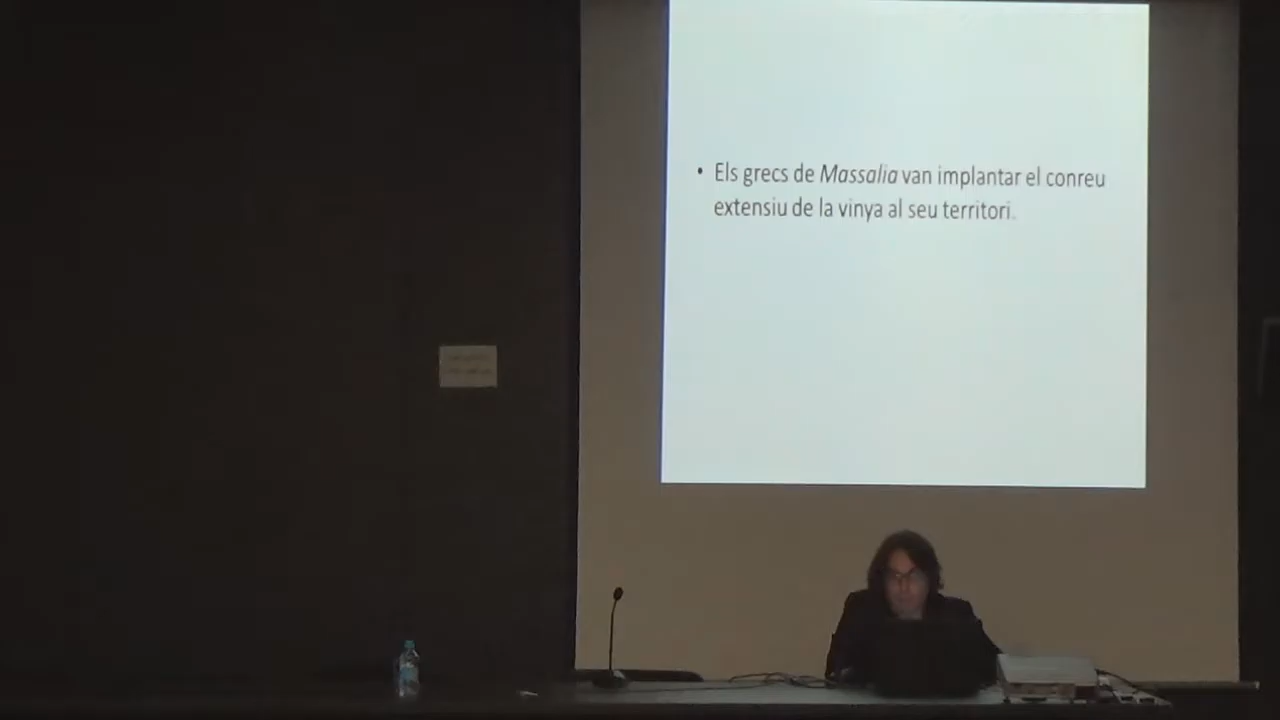 • Els grecs de Massalia van implantar el conreu
extensiu de la vinya al seu territori.